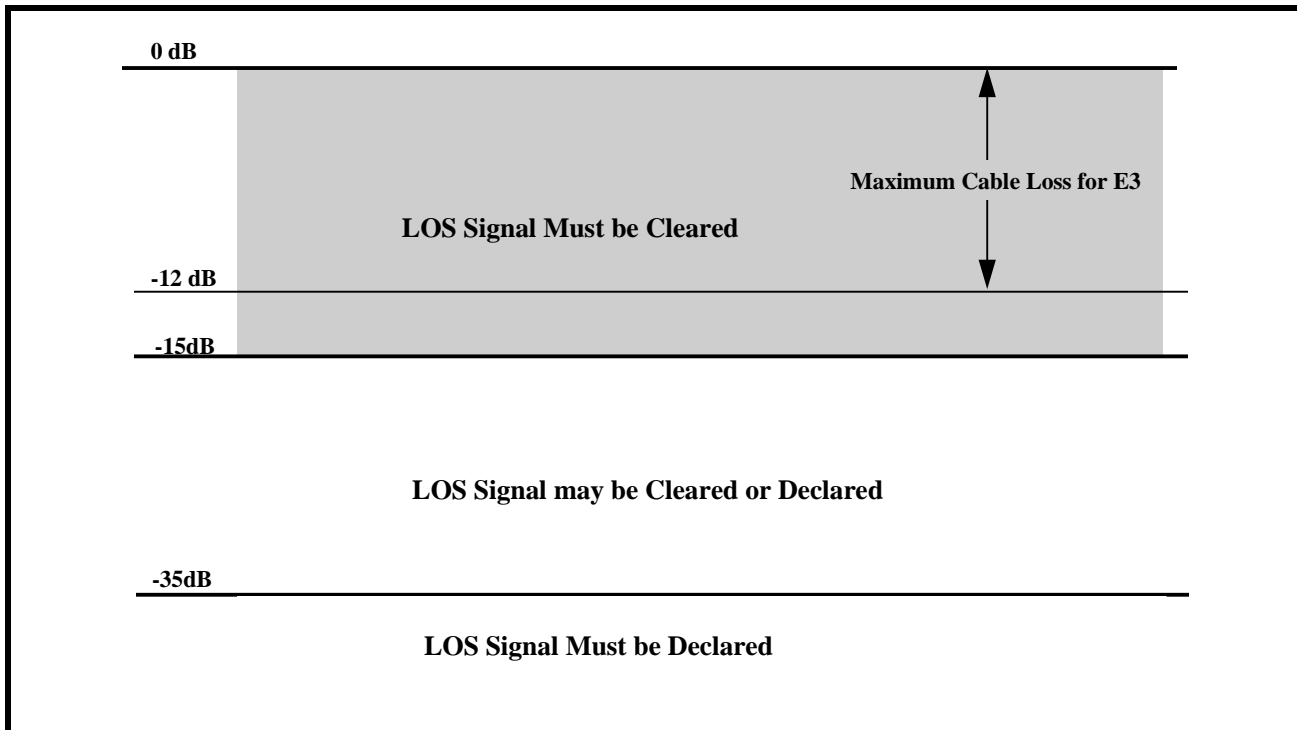 0 dB
Maximum Cable Loss for E3
LOS Signal Must be Cleared
-12 dB
-15dB
LOS Signal may be Cleared or Declared
-35dB
LOS Signal Must be Declared